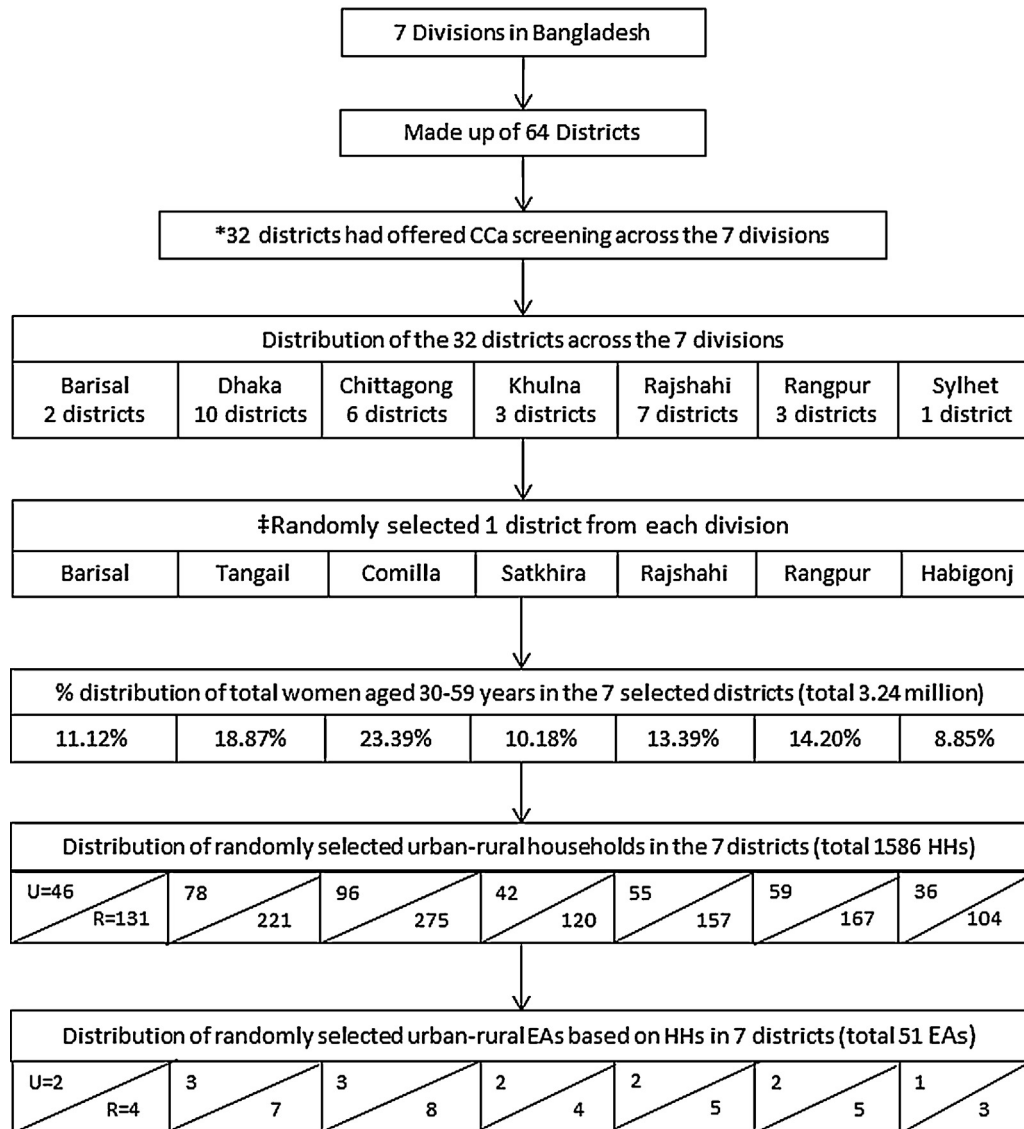 7 Divisions in Bangladesh
Made up of 64 Districts
*32 districts had offered CCa screening across the 7 divisions
Distribution of the 32 districts across the 7 divisions
Barisal Dhaka Chittagong Khulna Rajshahi Rangpur Sylhet
2 districts 10 districts 6 districts 3 districts 7 districts 3 districts 1 district
‡Randomly selected 1 district from each division
Barisal Tangail Comilla Satkhira Rajshahi Rangpur Habigonj
% distribution of total women aged 30-59 years in the 7 selected districts (total 3.24 million)
11.12% 18.87% 23.39% 10.18% 13.39% 14.20% 8.85%
Distribution of randomly selected urban-rural households in the 7 districts (total 1586 HHs)
U=46 78 96 42 55 59 36
R=131 221 275 120 157 167 104
Distribution of randomly selected urban-rural EAs based on HHs in 7 districts (total 51 EAs)
U=2 3 3 2 2 2 1
R=4 7 8 4 5 5 3